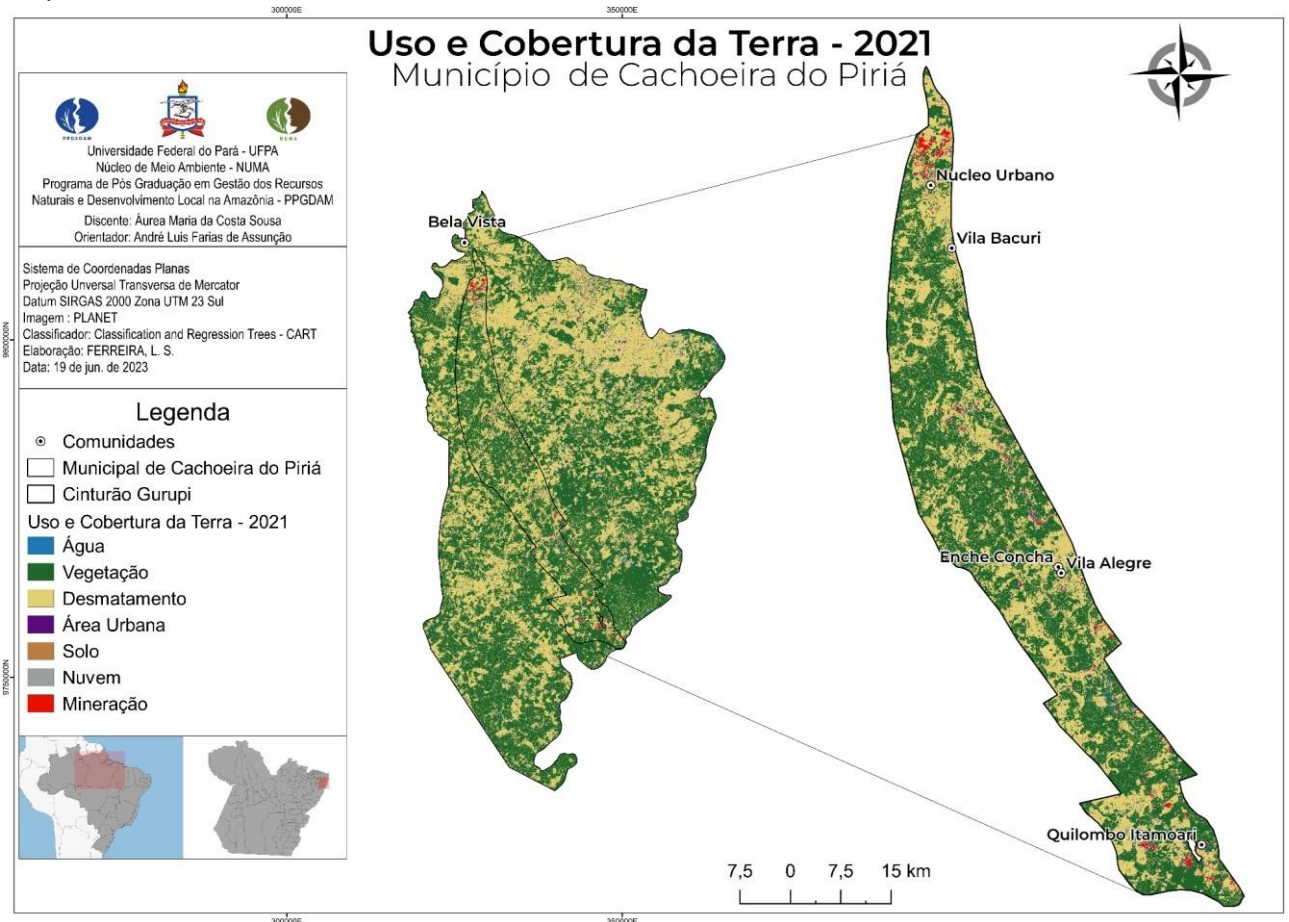 300000E
350000E
Uso e Cobertura da Terra - 2021
Município de Cachoeira do Piriá
PPGEDAM
NUMA
Universidade Federal do Pará - UFPA
Núcleo de Meio Ambiente - NUMA
Programa de Pós Graduação em Gestão dos Recursos
Naturais e Desenvolvimento Local na Amazônia - PPGDAM
Discente: Áurea Maria da Costa Sousa
Orientador: André Luis Farias de Assunção
Sistema de Coordenadas Planas
Projeção Unversal Transversa de Mercator
Datum SIRGAS 2000 Zona UTM 23 Sul
Imagem : PLANET
Classificador: Classification and Regression Trees - CART
Elaboração: FERREIRA, L. S.
Data: 19 de jun. de 2023
Legenda
Comunidades
Municipal de Cachoeira do Piriá
Cinturão Gurupi
Uso e Cobertura da Terra - 2021
Água
Vegetação
Desmatamento
Área Urbana
Solo
Nuvem
Mineração
Bela Vista
Nucleo Urbano
Vila Bacuri
Enche Concha
Vila Alegre
Quilombo Itamoari
7,5 0 7,5 15 km
9800000N
9750000N
300000E
350000E